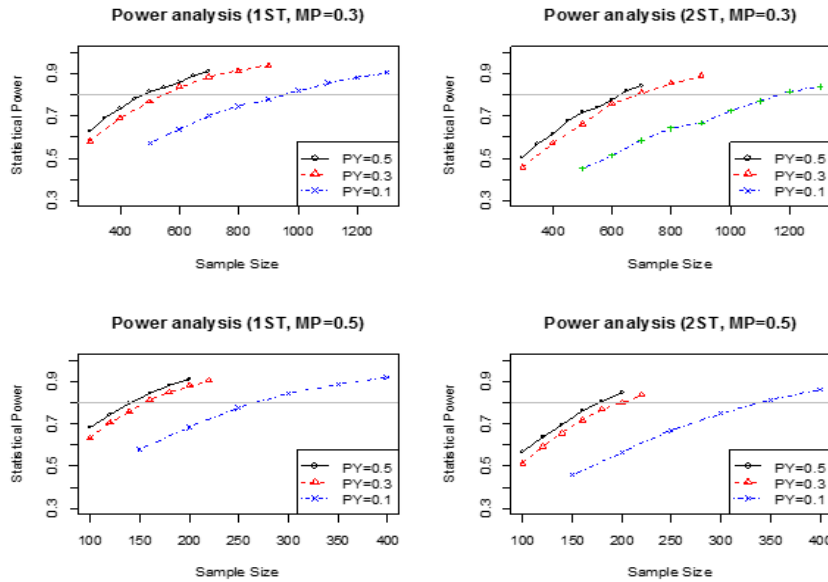 Power analysis (1ST, MP=0.3)
Statistical Power
0.3 0.5 0.7 0.9
400 600 800 1000 1200
Sample Size
PY=0.5
PY=0.3
PY=0.1
Power analysis (2ST, MP=0.3)
Statistical Power
0.3 0.5 0.7 0.9
400 600 800 1000 1200
Sample Size
PY=0.5
PY=0.3
PY=0.1
Power analysis (1ST, MP=0.5)
Statistical Power
0.3 0.5 0.7 0.9
100 150 200 250 300 350 400
Sample Size
PY=0.5
PY=0.3
PY=0.1
Power analysis (2ST, MP=0.5)
Statistical Power
0.3 0.5 0.7 0.9
100 150 200 250 300 350 400
Sample Size
PY=0.5
PY=0.3
PY=0.1